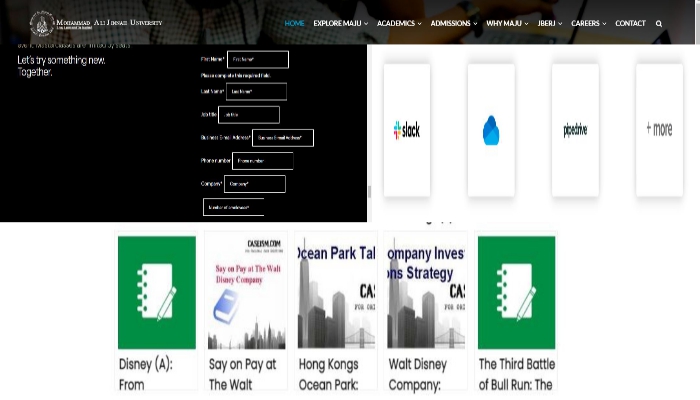 MOHAMMAD ALI JINNAH UNIVERSITY
HOME EXPLORE MAJU ACADEMICS ADMISSIONS WHY MAJU JBERJ CAREERS CONTACT
Let's try something new.
Together.
First Name* First Name*
Please complete this required field.
Last Name* Last Name*
Job title Job title
Business Email Address* Business Email Address*
Phone number Phone number
Company* Company*
Number of employees*
slack
pipedrive
+ more
CASEISM.COM
Say on Pay at The Walt
Disney Company
Ocean Park Tal
CA
ompany Inves
ons Strategy
CA
Disney (A):
From
Say on Pay at
The Walt
Hong Kongs
Ocean Park:
Walt Disney
Company:
The Third Battle
of Bull Run: The